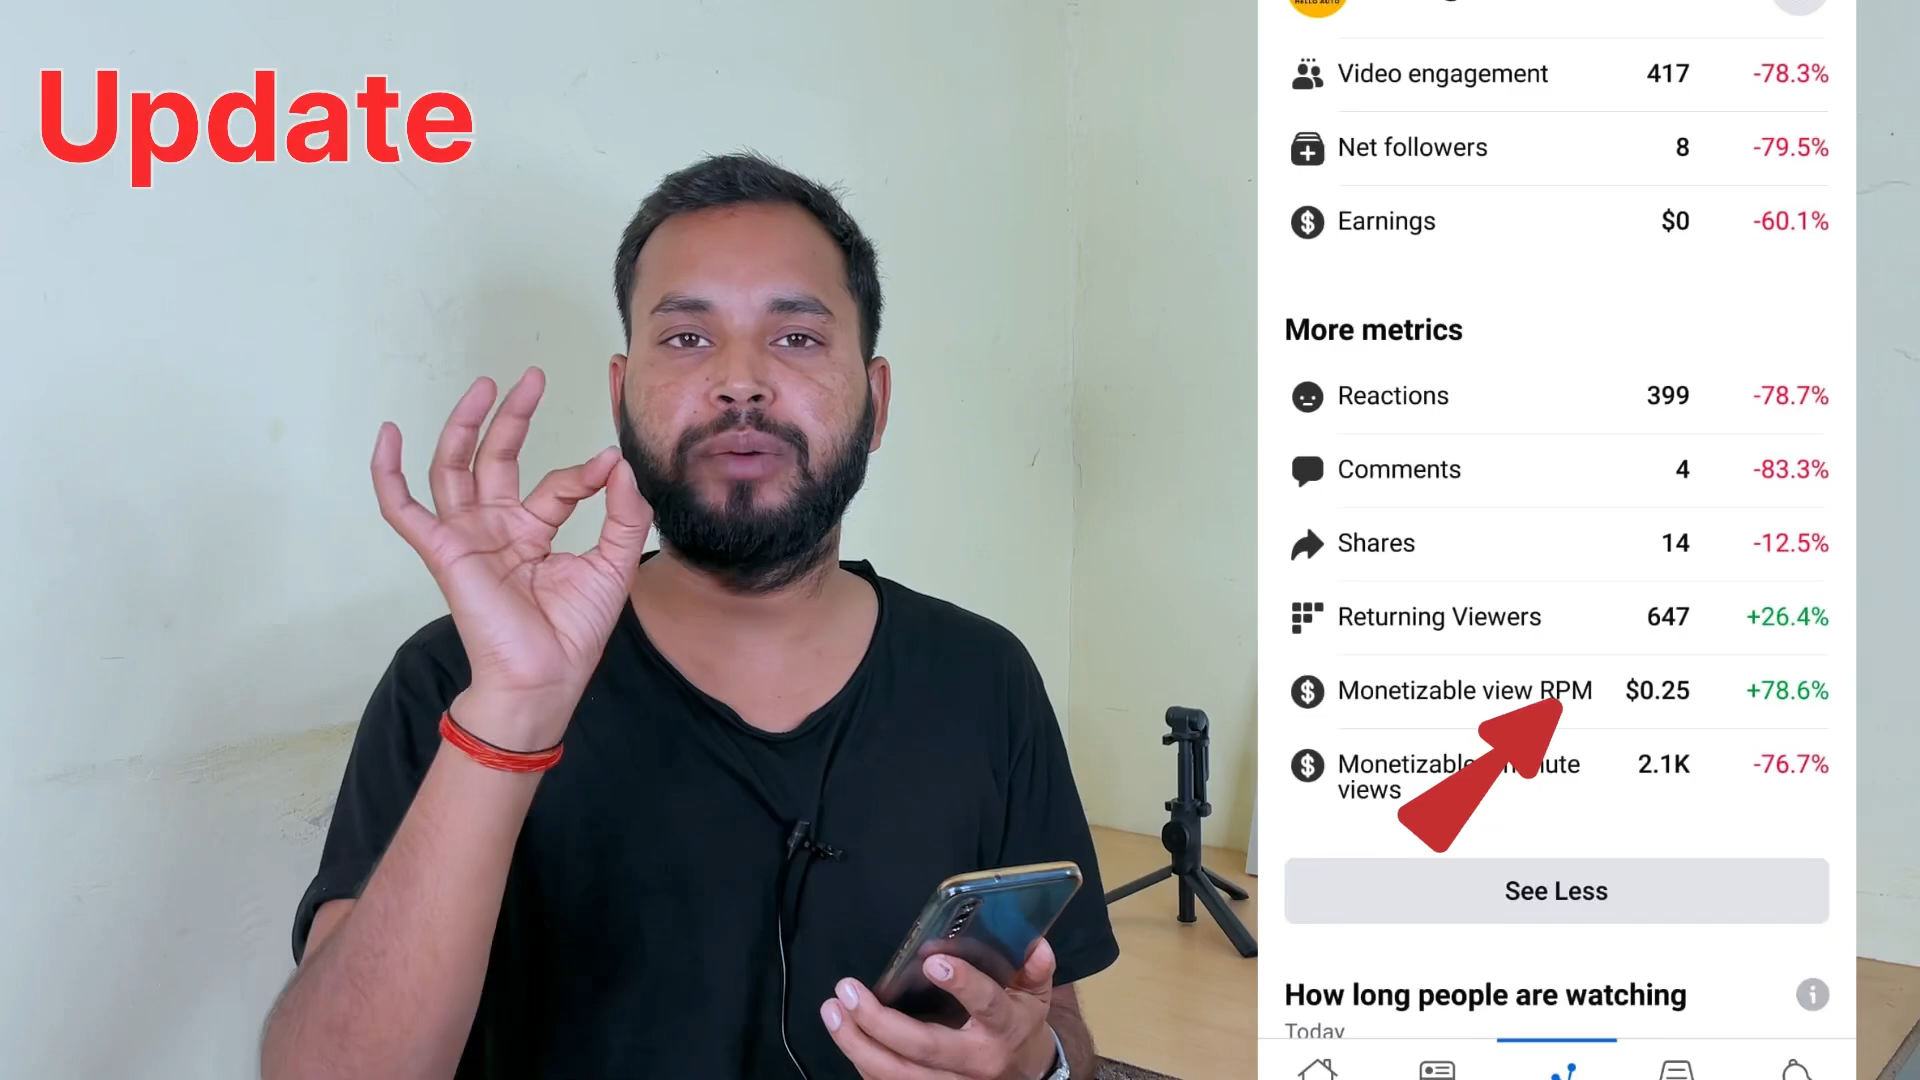 Update
HELLO AUTO
Video engagement 417 -78.3%
Net followers 8 -79.5%
Earnings $0 -60.1%
More metrics
Reactions 399 -78.7%
Comments 4 -83.3%
Shares 14 -12.5%
Returning Viewers 647 +26.4%
Monetizable view RPM $0.25 +78.6%
Monetizable 2.1K -76.7%
views
See Less
How long people are watching
Today